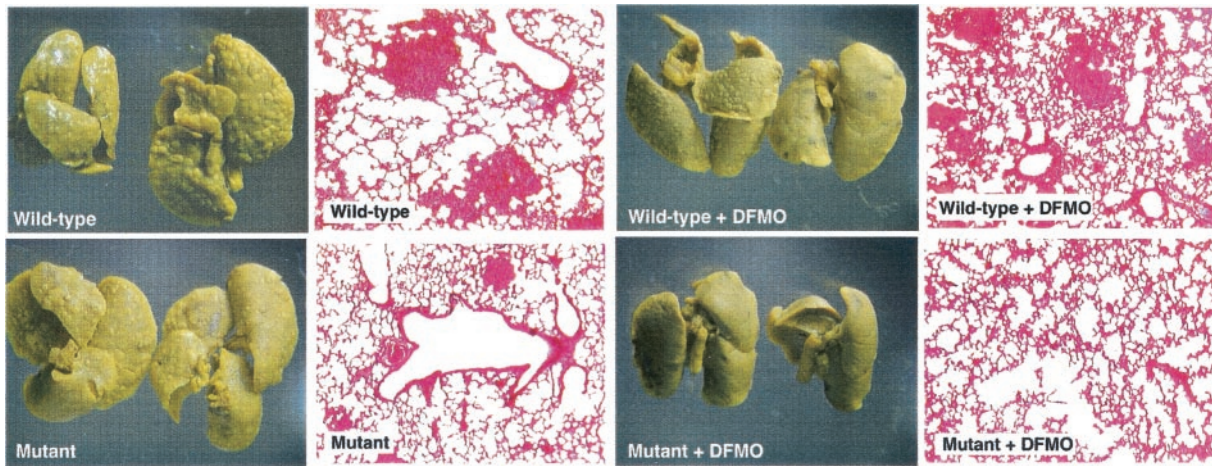 Wild-type
Wild-type
Wild-type + DFMO
Wild-type + DFMO
Mutant
Mutant
Mutant + DFMO
Mutant + DFMO